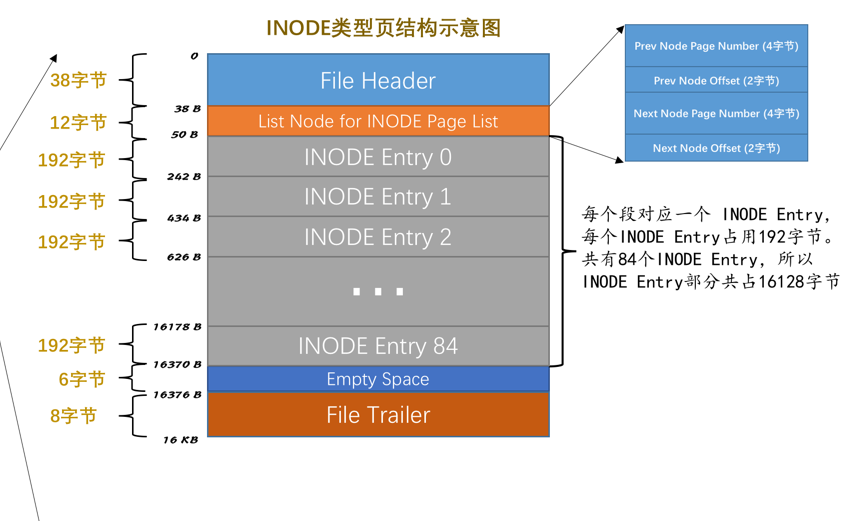 INODE类型页结构示意图
0
38字节
File Header
38 B
12字节
List Node for INODE Page List
50 B
192字节
INODE Entry 0
242 B
192字节
INODE Entry 1
434 B
192字节
INODE Entry 2
626 B
...
16178 B
192字节
INODE Entry 84
16370 B
6字节
Empty Space
16376 B
8字节
File Trailer
16 KB
Prev Node Page Number (4字节)
Prev Node Offset (2字节)
Next Node Page Number (4字节)
Next Node Offset (2字节)
每个段对应一个 INODE Entry,
每个INODE Entry占用192字节。
共有84个INODE Entry, 所以
INODE Entry部分共占16128字节